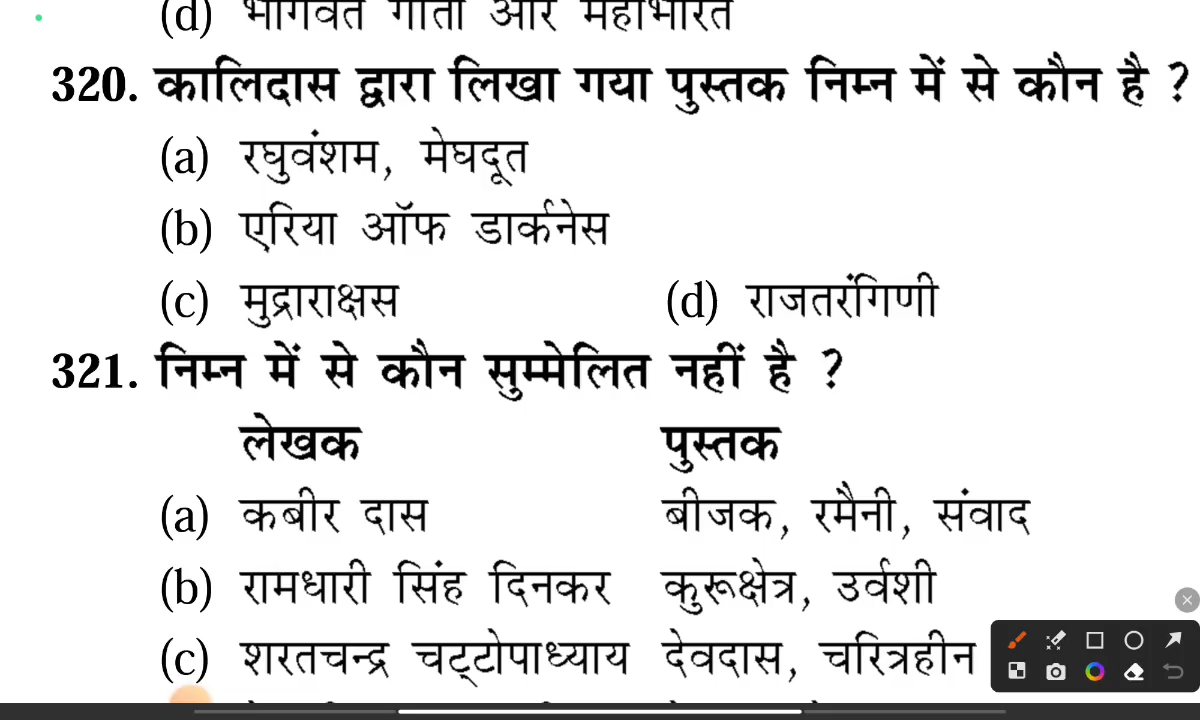 (d) भागवत गीता और महाभारत
320. कालिदास द्वारा लिखा गया पुस्तक निम्न में से कौन है ?
(a) रघुवंशम, मेघदूत
(b) एरिया ऑफ डार्कनेस
(c) मुद्राराक्षस (d) राजतरंगिणी
321. निम्न में से कौन सुम्मेलित नहीं है ?
लेखक पुस्तक
(a) कबीर दास बीजक, रमैनी, संवाद
(b) रामधारी सिंह दिनकर कुरूक्षेत्र, उर्वशी
(c) शरतचन्द्र चट्टोपाध्याय देवदास, चरित्रहीन